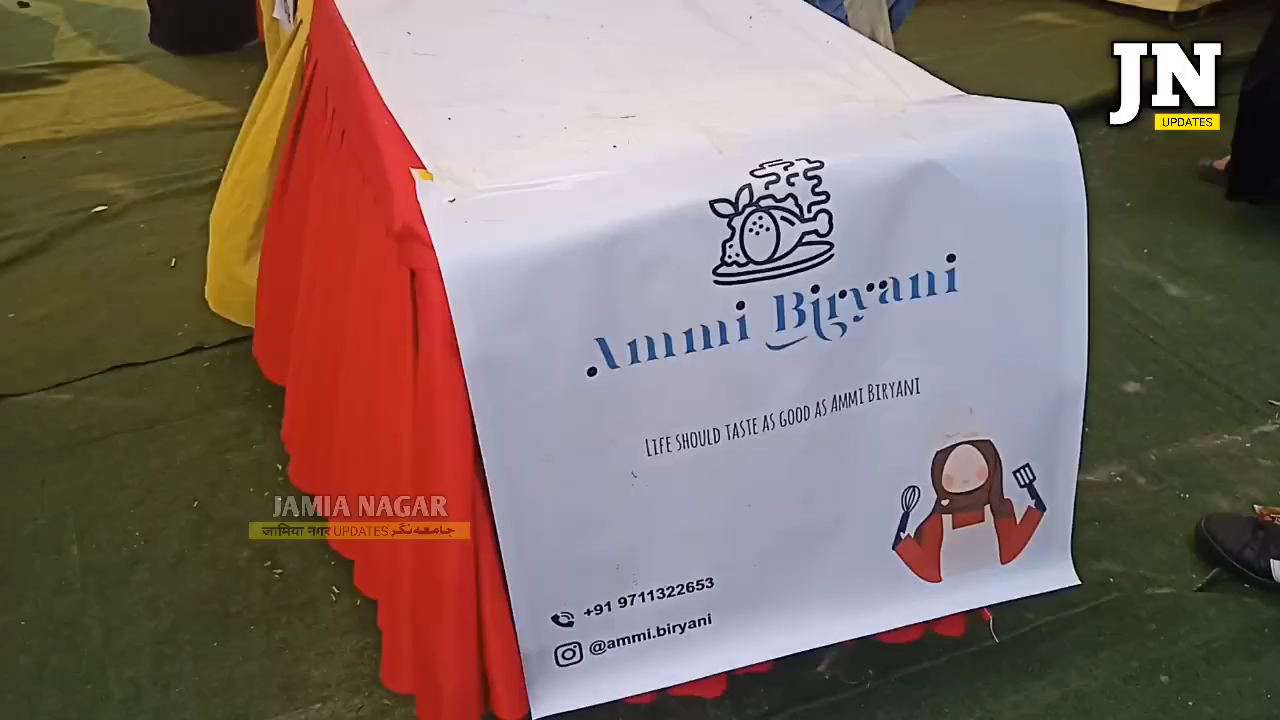 JN
UPDATES
Ammi Biryani
LIFE SHOULD TASTE AS GOOD AS AMMI BIRYANI
JAMIA NAGAR
जामिया नगर UPDATES جامعہ نگر
+91 9711322653
@ammi.biryani